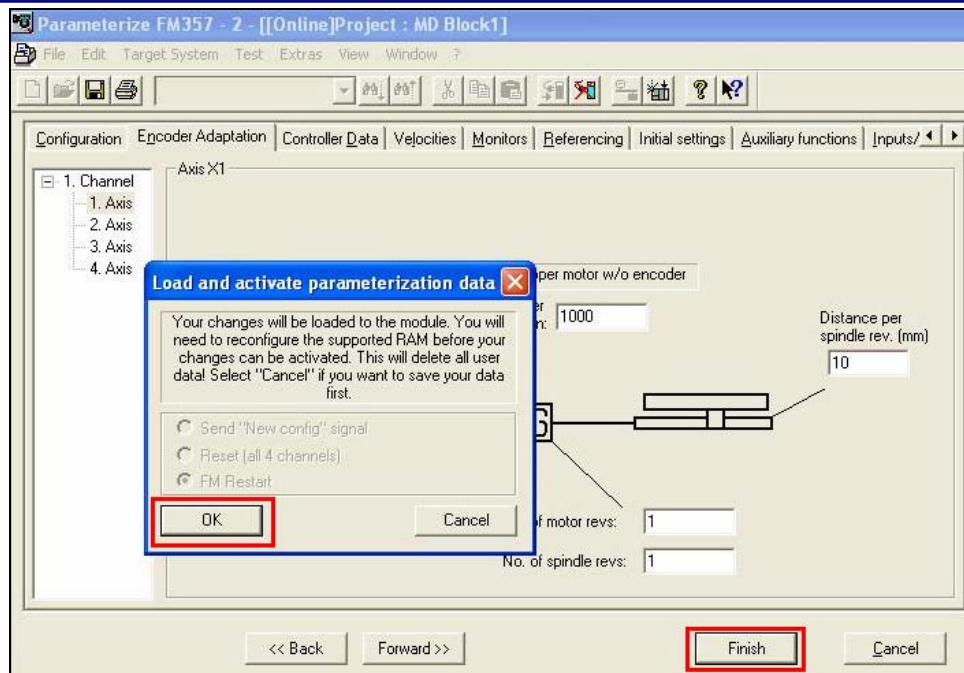 Parameterize FM357 - 2 - [[Online]Project : MD Block1]
File Edit Target System Test Extras View Window ?
Configuration Encoder Adaptation Controller Data Velocities Monitors Referencing Initial settings Auxiliary functions Inputs/
1. Channel
1. Axis
2. Axis
3. Axis
4. Axis
Axis X1
motor w/o encoder
1000
Distance per
spindle rev. (mm)
10
Load and activate parameterization data
Your changes will be loaded to the module. You will
need to reconfigure the supported RAM before your
changes can be activated. This will delete all user
data! Select "Cancel" if you want to save your data
first.
Send "New config" signal
Reset (all 4 channels)
FM Restart
OK Cancel
motor revs: 1
No. of spindle revs: 1
<< Back Forward >> Finish Cancel